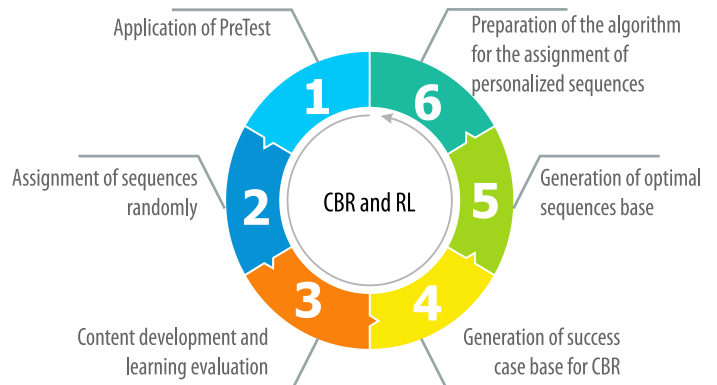 1
Application of PreTest
2
Assignment of sequences
randomly
3
Content development and
learning evaluation
4
Generation of success
case base for CBR
5
Generation of optimal
sequences base
6
Preparation of the algorithm
for the assignment of
personalized sequences
CBR and RL